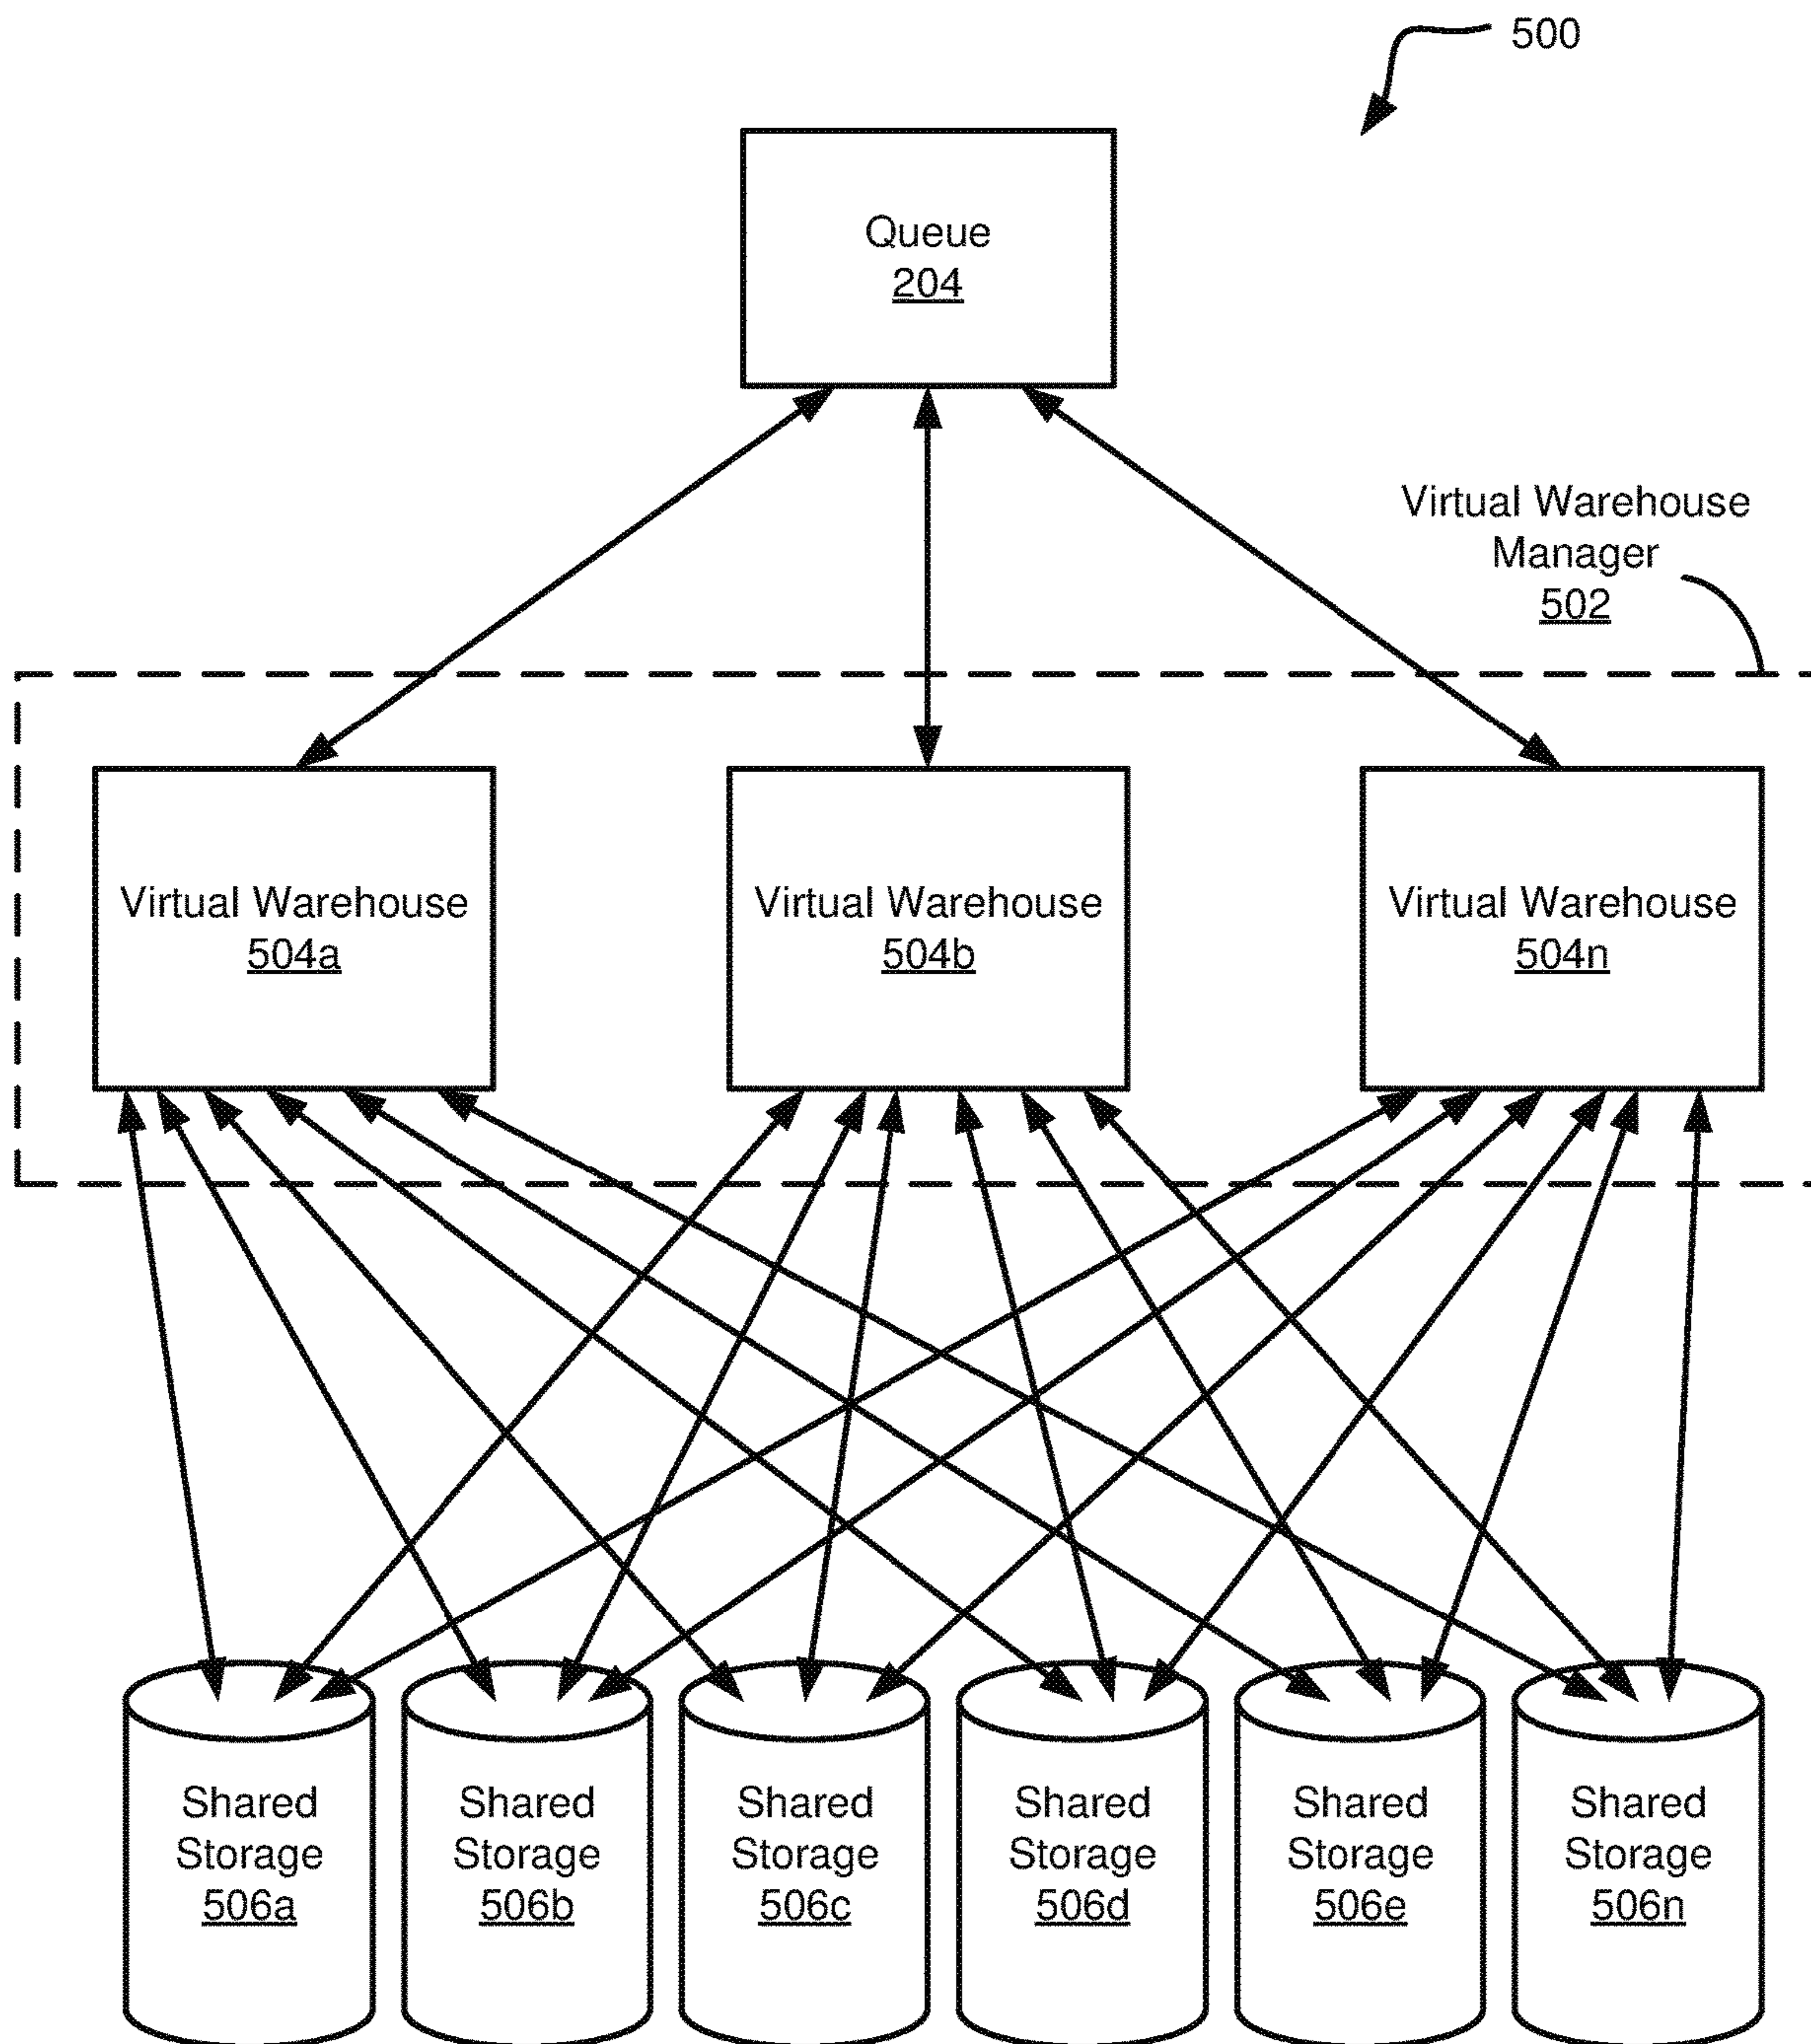 500
Queue
204
Virtual Warehouse
Manager
502
Virtual Warehouse
504a
Virtual Warehouse
504b
Virtual Warehouse
504n
Shared
Storage
506a
Shared
Storage
506b
Shared
Storage
506c
Shared
Storage
506d
Shared
Storage
506e
Shared
Storage
506n